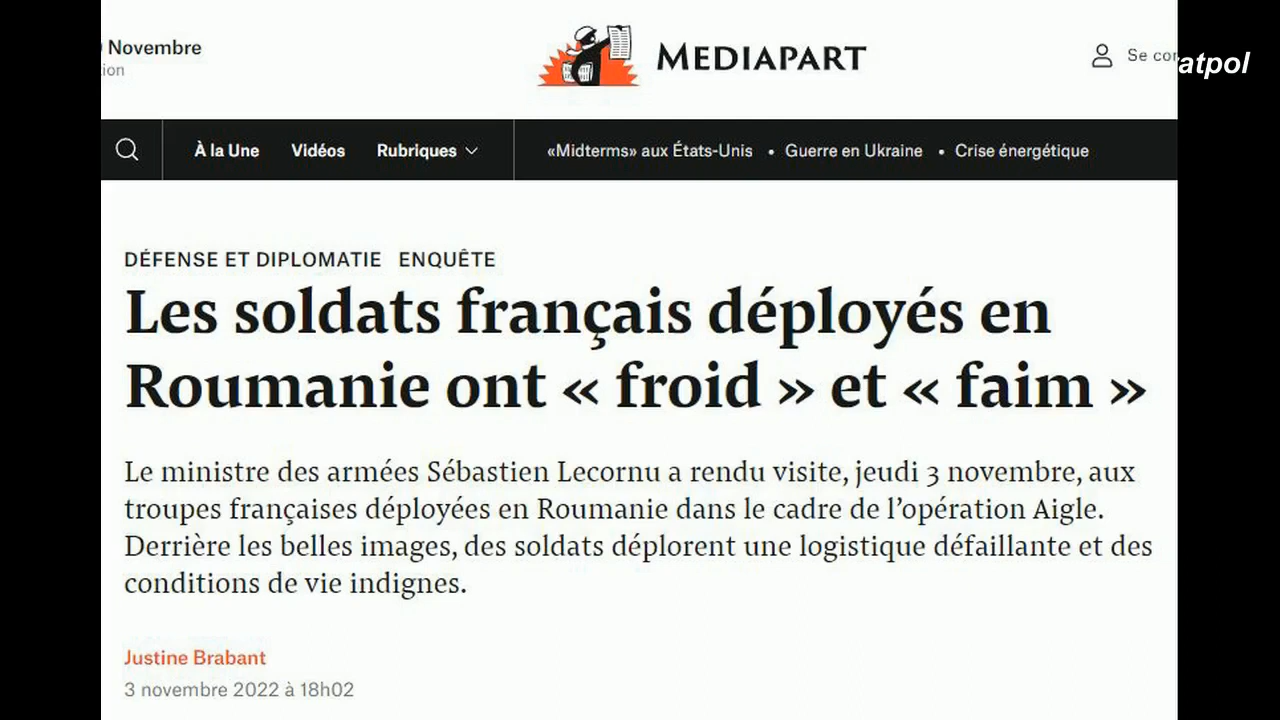 Novembre
MEDIAPART
Se
atpol
À la Une Vidéos Rubriques «Midterms» aux États-Unis • Guerre en Ukraine • Crise énergétique
DÉFENSE ET DIPLOMATIE ENQUÊTE
Les soldats français déployés en
Roumanie ont « froid » et « faim »
Le ministre des armées Sébastien Lecornu a rendu visite, jeudi 3 novembre, aux
troupes françaises déployées en Roumanie dans le cadre de l’opération Aigle.
Derrière les belles images, des soldats déplorent une logistique défaillante et des
conditions de vie indignes.
Justine Brabant
3 novembre 2022 à 18h02